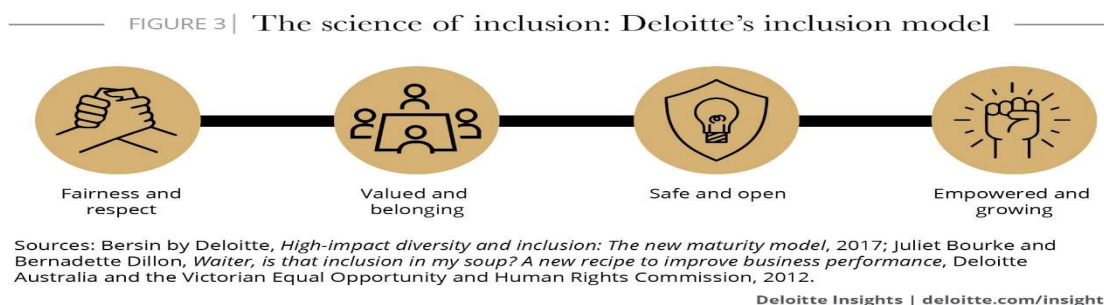 FIGURE 3| The science of inclusion: Deloitte's inclusion model
Fairness and
respect
Valued and
belonging
Safe and open
Empowered and
growing
Sources: Bersin by Deloitte, High-impact diversity and inclusion: The new maturity model, 2017; Juliet Bourke and
Bernadette Dillon, Waiter, is that inclusion in my soup? A new recipe to improve business performance, Deloitte
Australia and the Victorian Equal Opportunity and Human Rights Commission, 2012.
Deloitte Insights | deloitte.com/insight